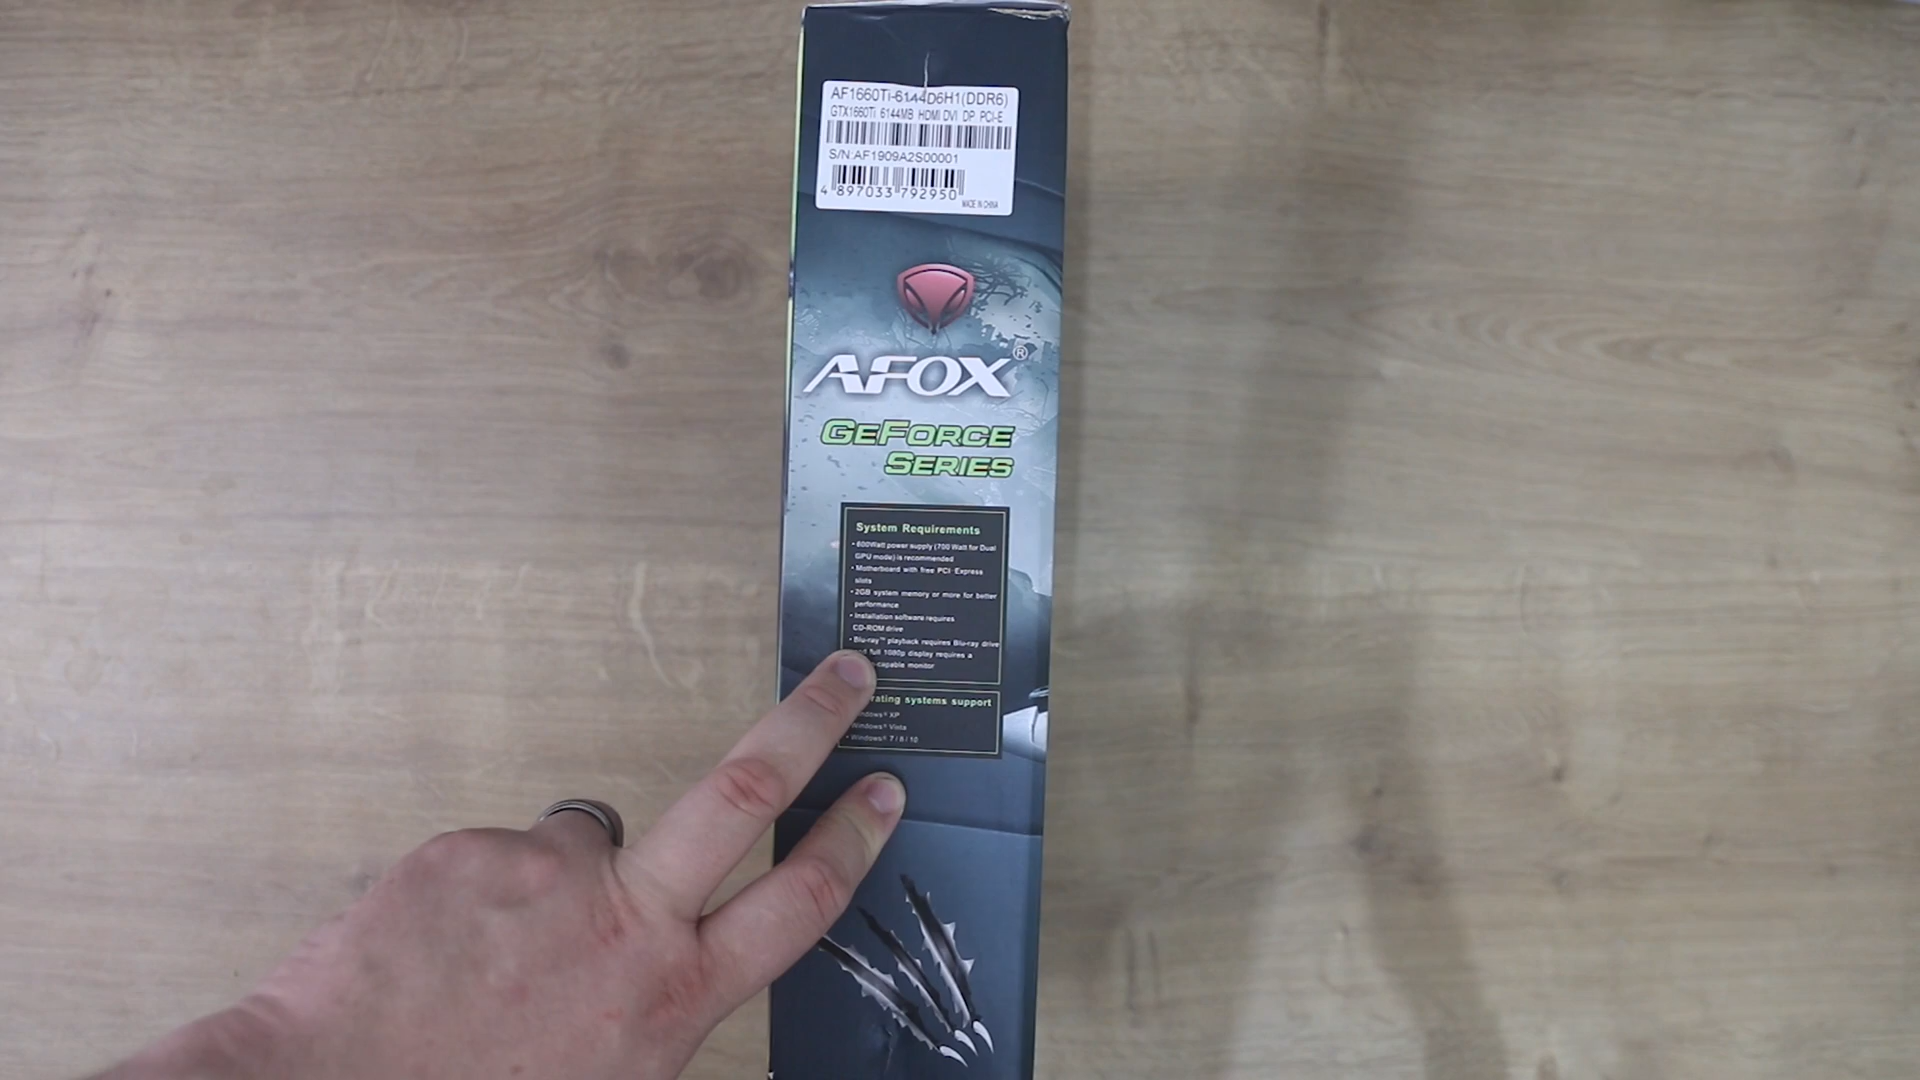 AF1660Ti-6144D6H1(DDR6)
GTX1660Ti 6144MB HDMI DVI DP PCI-E
S/N:AF1909A2S00001
4 897033 792950
MADE IN CHINA
AFOX®
GEFORCE
SERIES
System Requirements
• 600Watt power supply (700 Watt for Dual
GPU mode) is recommended
• Motherboard with free PCI-Express
slots
• 2GB system memory or more for better
performance
• Installation software requires
CD-ROM drive
• Blu-ray™ playback requires Blu-ray drive
full 1080p display requires a
-capable monitor
rating systems support
ndows® XP
Windows® Vista
• Windows® 7 / 8 / 10